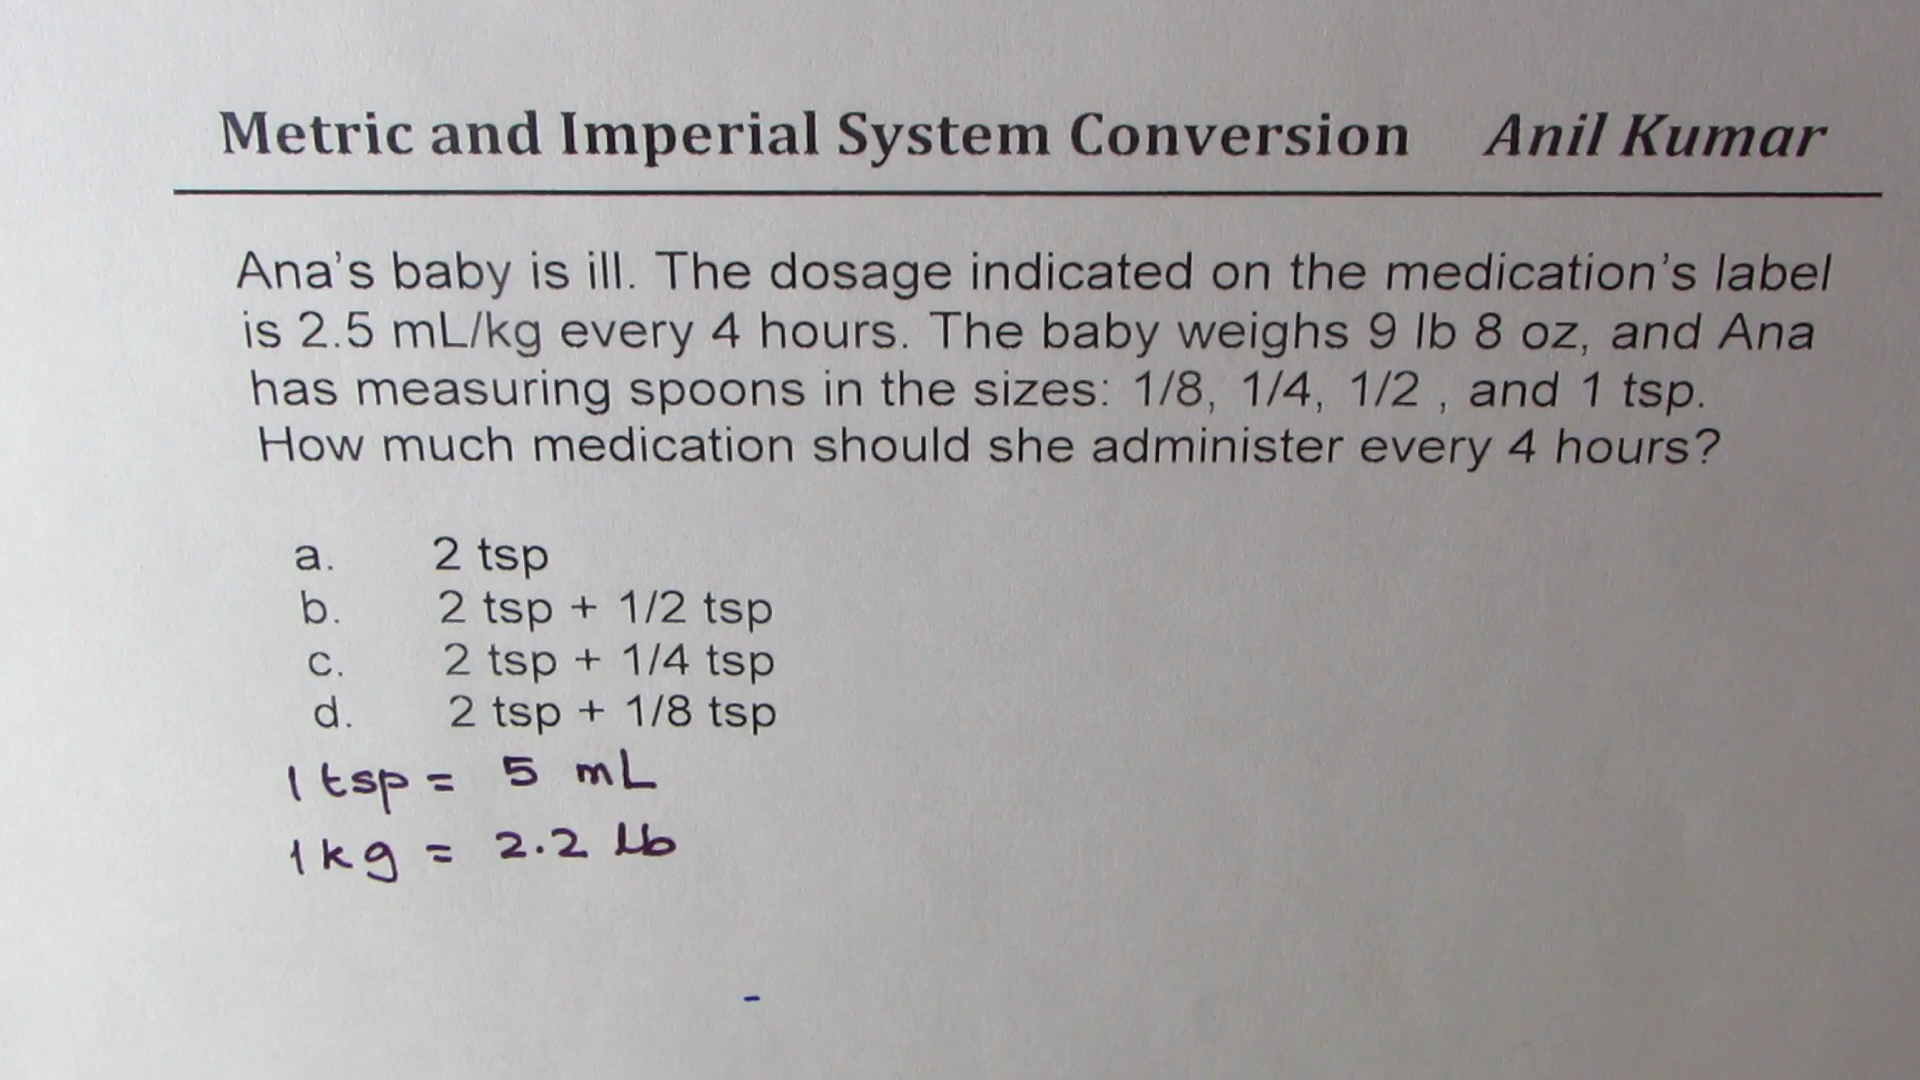 Metric and Imperial System Conversion Anil Kumar
Ana's baby is ill. The dosage indicated on the medication's label
is 2.5 mL/kg every 4 hours. The baby weighs 9 lb 8 oz, and Ana
has measuring spoons in the sizes: 1/8, 1/4, 1/2 , and 1 tsp.
How much medication should she administer every 4 hours?
a. 2 tsp
b. 2 tsp + 1/2 tsp
c. 2 tsp + 1/4 tsp
d. 2 tsp + 1/8 tsp
1 tsp = 5 mL
1 kg = 2.2 lb